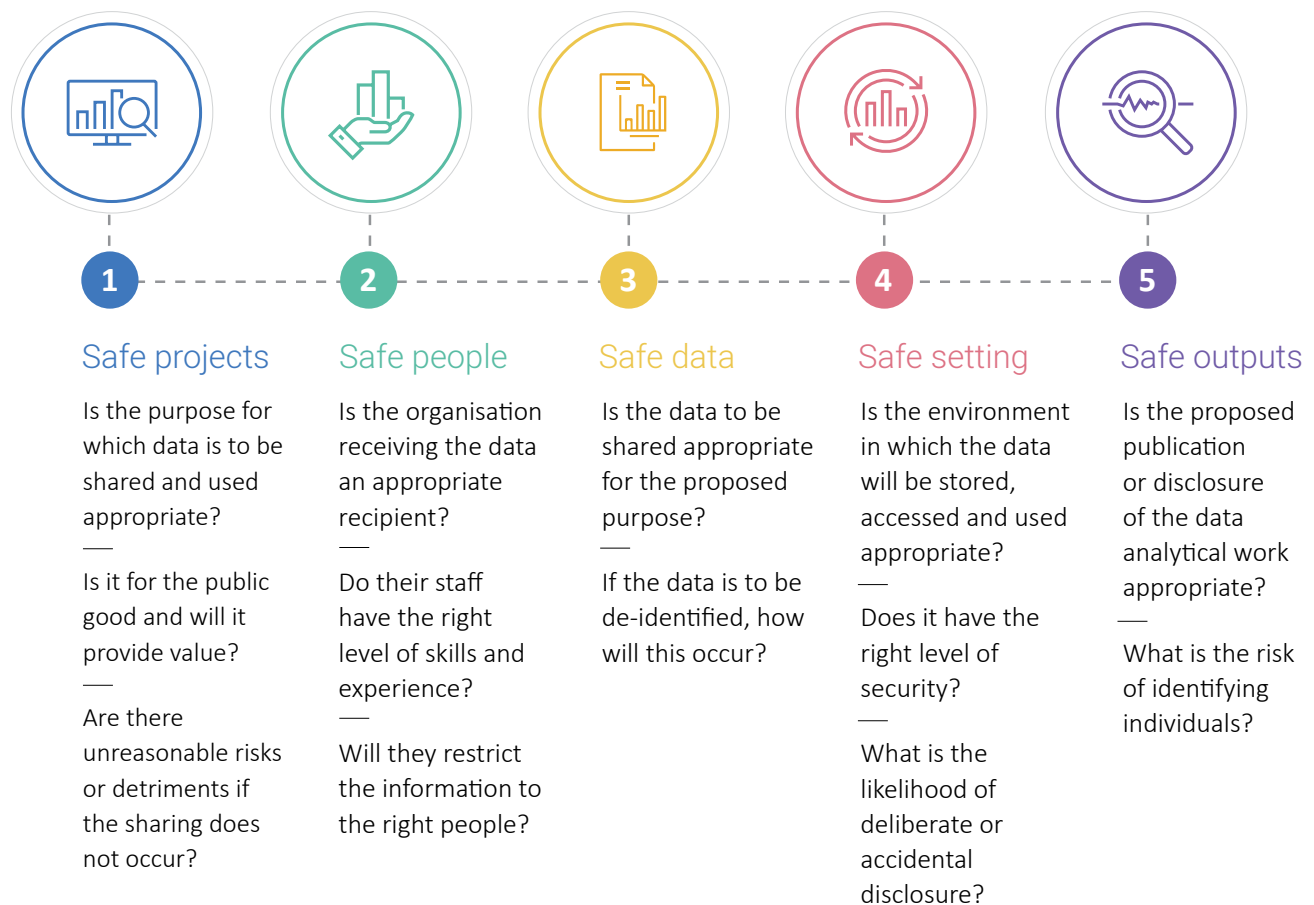 1
Safe projects
Is the purpose for
which data is to be
shared and used
appropriate?
Is it for the public
good and will it
provide value?
Are there
unreasonable risks
or detriments if
the sharing does
not occur?
2
Safe people
Is the organisation
receiving the data
an appropriate
recipient?
Do their staff
have the right
level of skills and
experience?
Will they restrict
the information to
the right people?
3
Safe data
Is the data to be
shared appropriate
for the proposed
purpose?
If the data is to be
de-identified, how
will this occur?
4
Safe setting
Is the environment
in which the data
will be stored,
accessed and used
appropriate?
Does it have the
right level of
security?
What is the
likelihood of
deliberate or
accidental
disclosure?
5
Safe outputs
Is the proposed
publication
or disclosure
of the data
analytical work
appropriate?
What is the risk
of identifying
individuals?